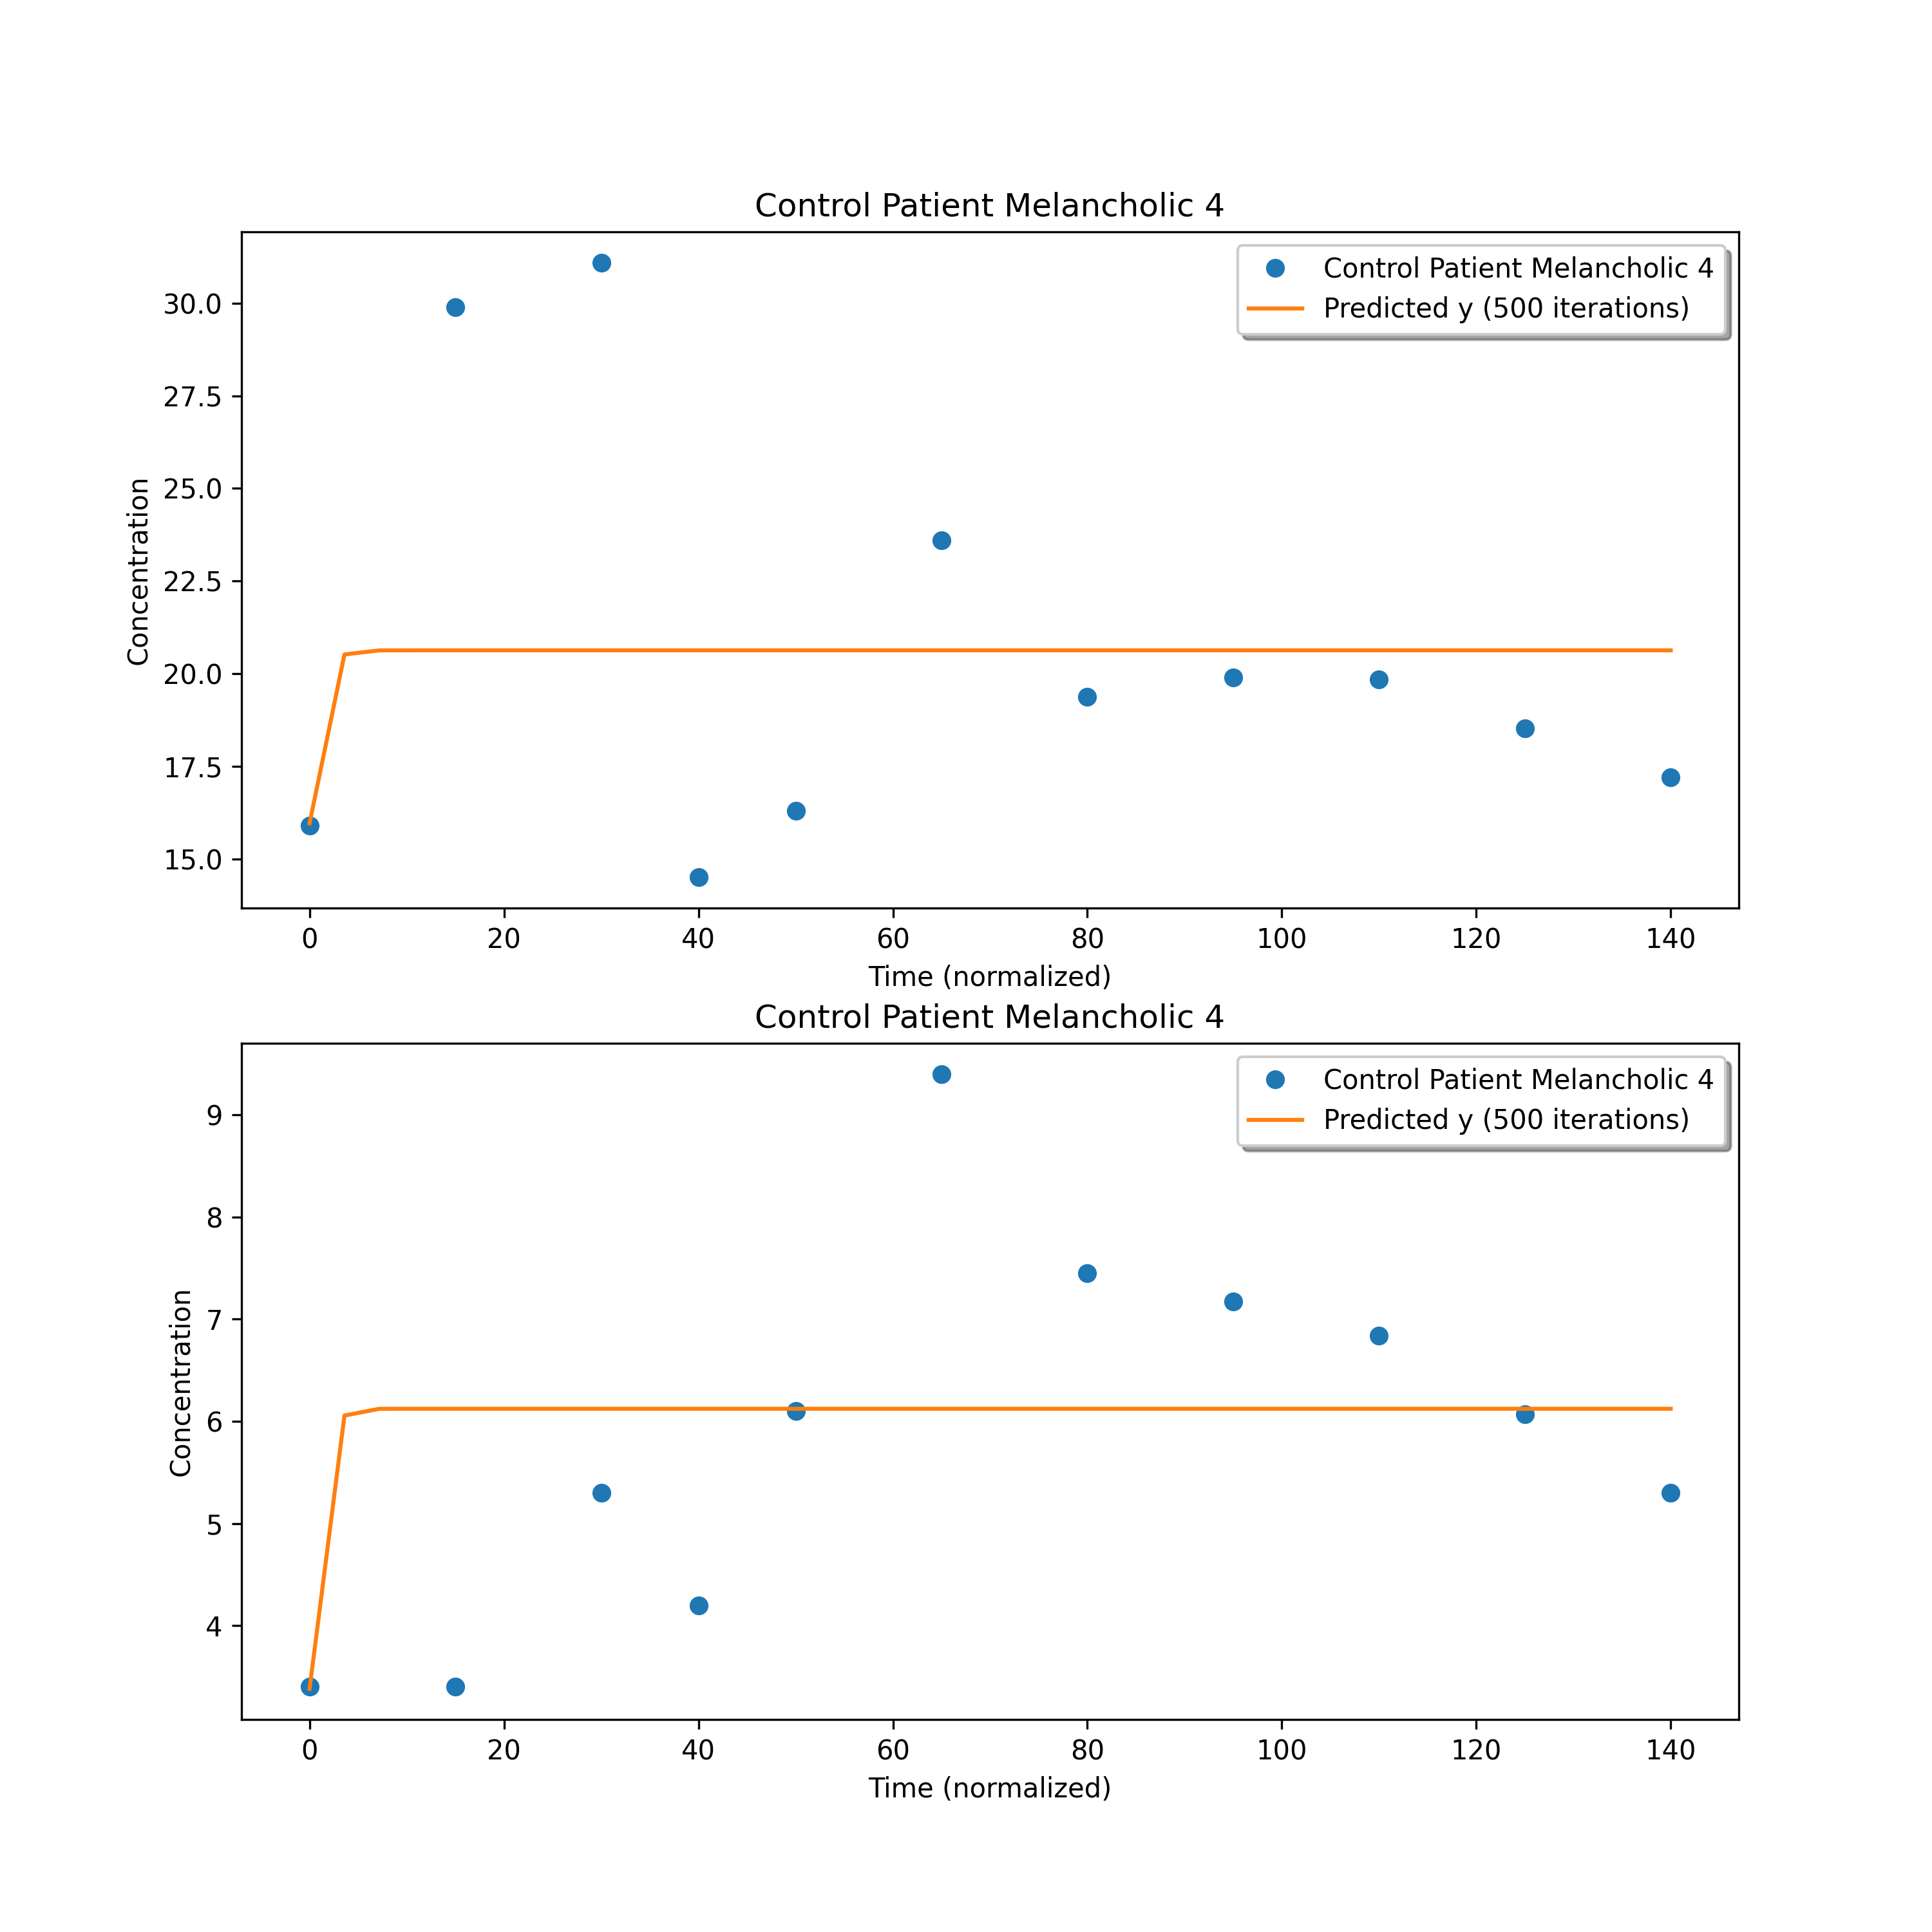 Control Patient Melancholic 4
Control Patient Melancholic 4
Predicted y (500 iterations)
30.0
27.5
25.0
22.5
20.0
17.5
15.0
Concentration
0 20 40 60 80 100 120 140
Time (normalized)
Control Patient Melancholic 4
Control Patient Melancholic 4
Predicted y (500 iterations)
9
8
7
6
5
4
Concentration
0 20 40 60 80 100 120 140
Time (normalized)